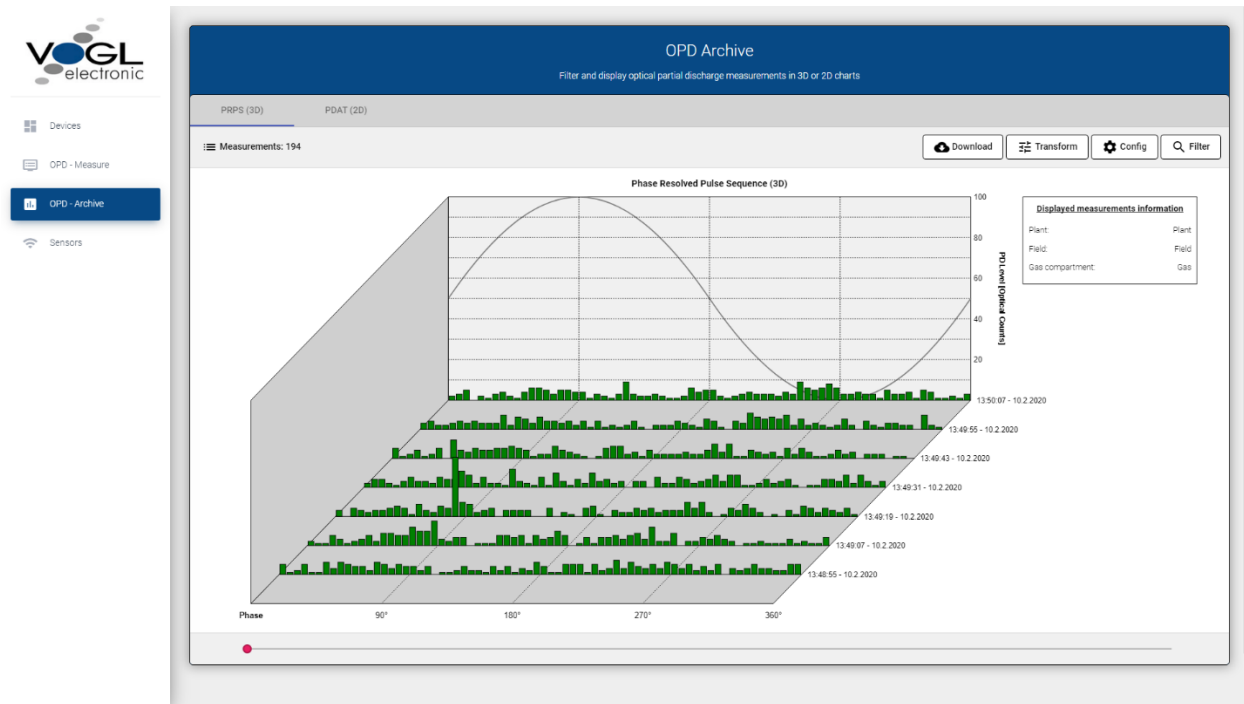 VOGL
electronic
Devices
OPD - Measure
OPD - Archive
Sensors
OPD Archive
Filter and display optical partial discharge measurements in 3D or 2D charts
PRPS (3D) PDAT (2D)
Measurements: 194
Download Transform Config Filter
Phase Resolved Pulse Sequence (3D)
100
80
60
40
20
PD Level [Optical Counts]
Displayed measurements information
Plant: Plant
Field: Field
Gas compartment: Gas
13:50:07 - 10.2.2020
13:49:55 - 10.2.2020
13:49:43 - 10.2.2020
13:49:31 - 10.2.2020
13:49:19 - 10.2.2020
13:49:07 - 10.2.2020
13:48:55 - 10.2.2020
Phase 90° 180° 270° 360°